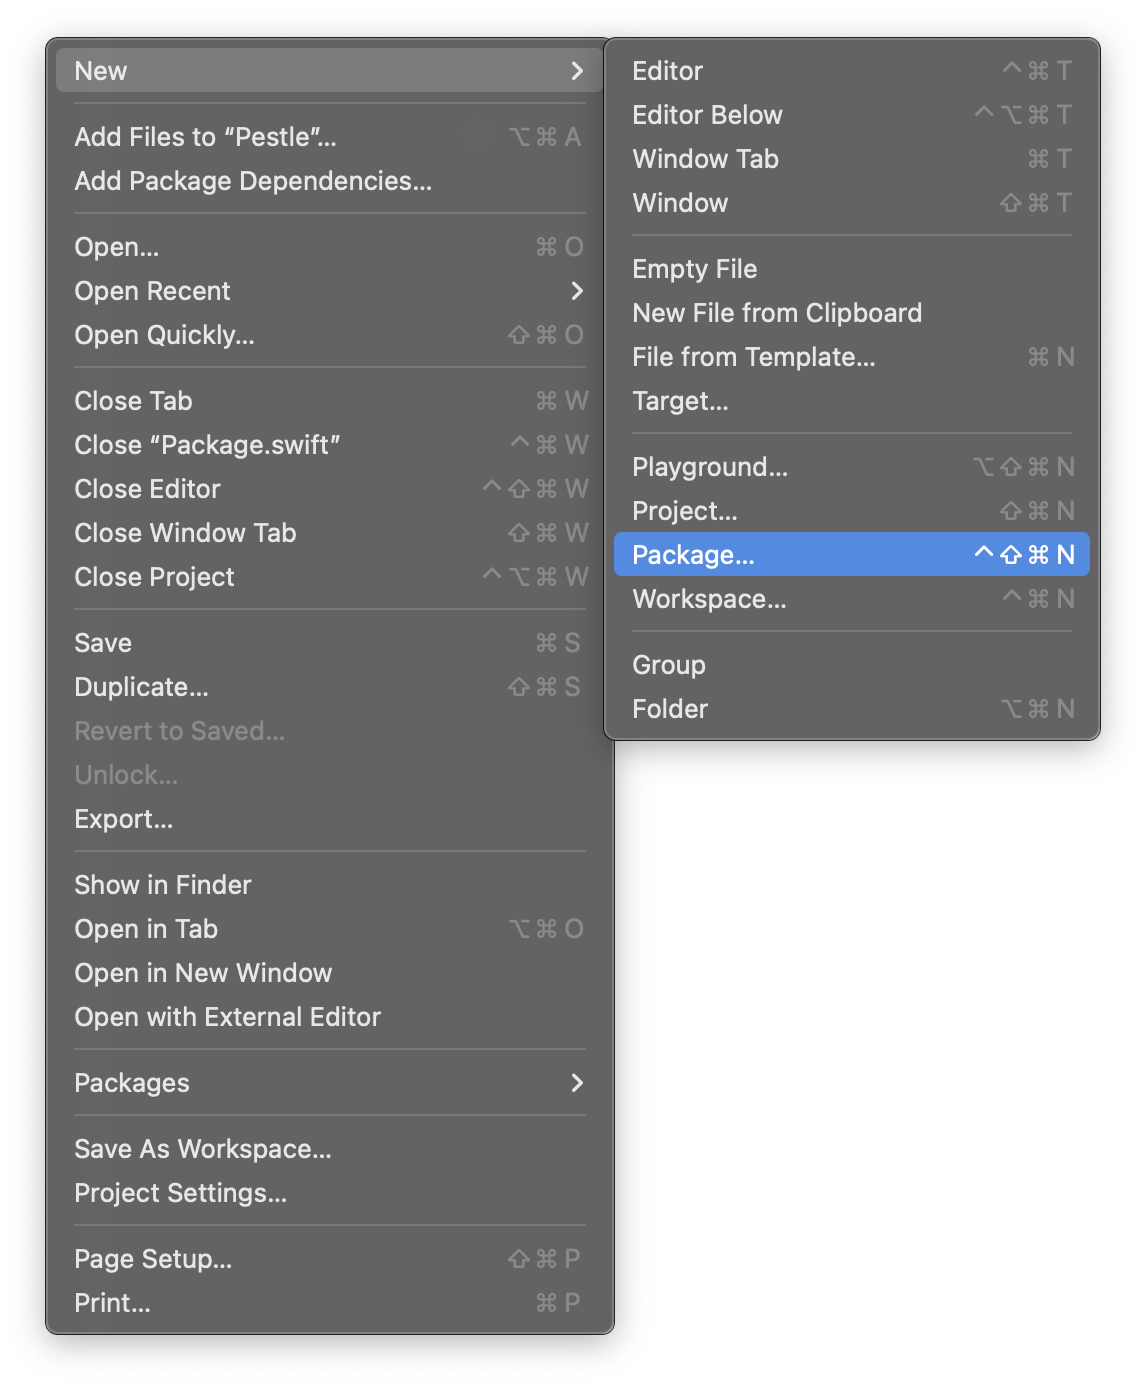 New
Add Files to “Pestle”... ⌥⌘A
Add Package Dependencies...
Open... ⌘O
Open Recent
Open Quickly... ⇧⌘O
Close Tab ⌘W
Close “Package.swift” ^⌘W
Close Editor ^⇧⌘W
Close Window Tab ⇧⌘W
Close Project ^⌥⌘W
Save ⌘S
Duplicate... ⇧⌘S
Revert to Saved...
Unlock...
Export...
Show in Finder
Open in Tab ⌥⌘O
Open in New Window
Open with External Editor
Packages
Save As Workspace...
Project Settings...
Page Setup... ⇧⌘P
Print... ⌘P
Editor ^⌘T
Editor Below ^⌥⌘T
Window Tab ⌘T
Window ⇧⌘T
Empty File
New File from Clipboard
File from Template... ⌘N
Target...
Playground... ⌥⇧⌘N
Project... ⇧⌘N
Package... ^⇧⌘N
Workspace... ^⌘N
Group
Folder ⌥⌘N